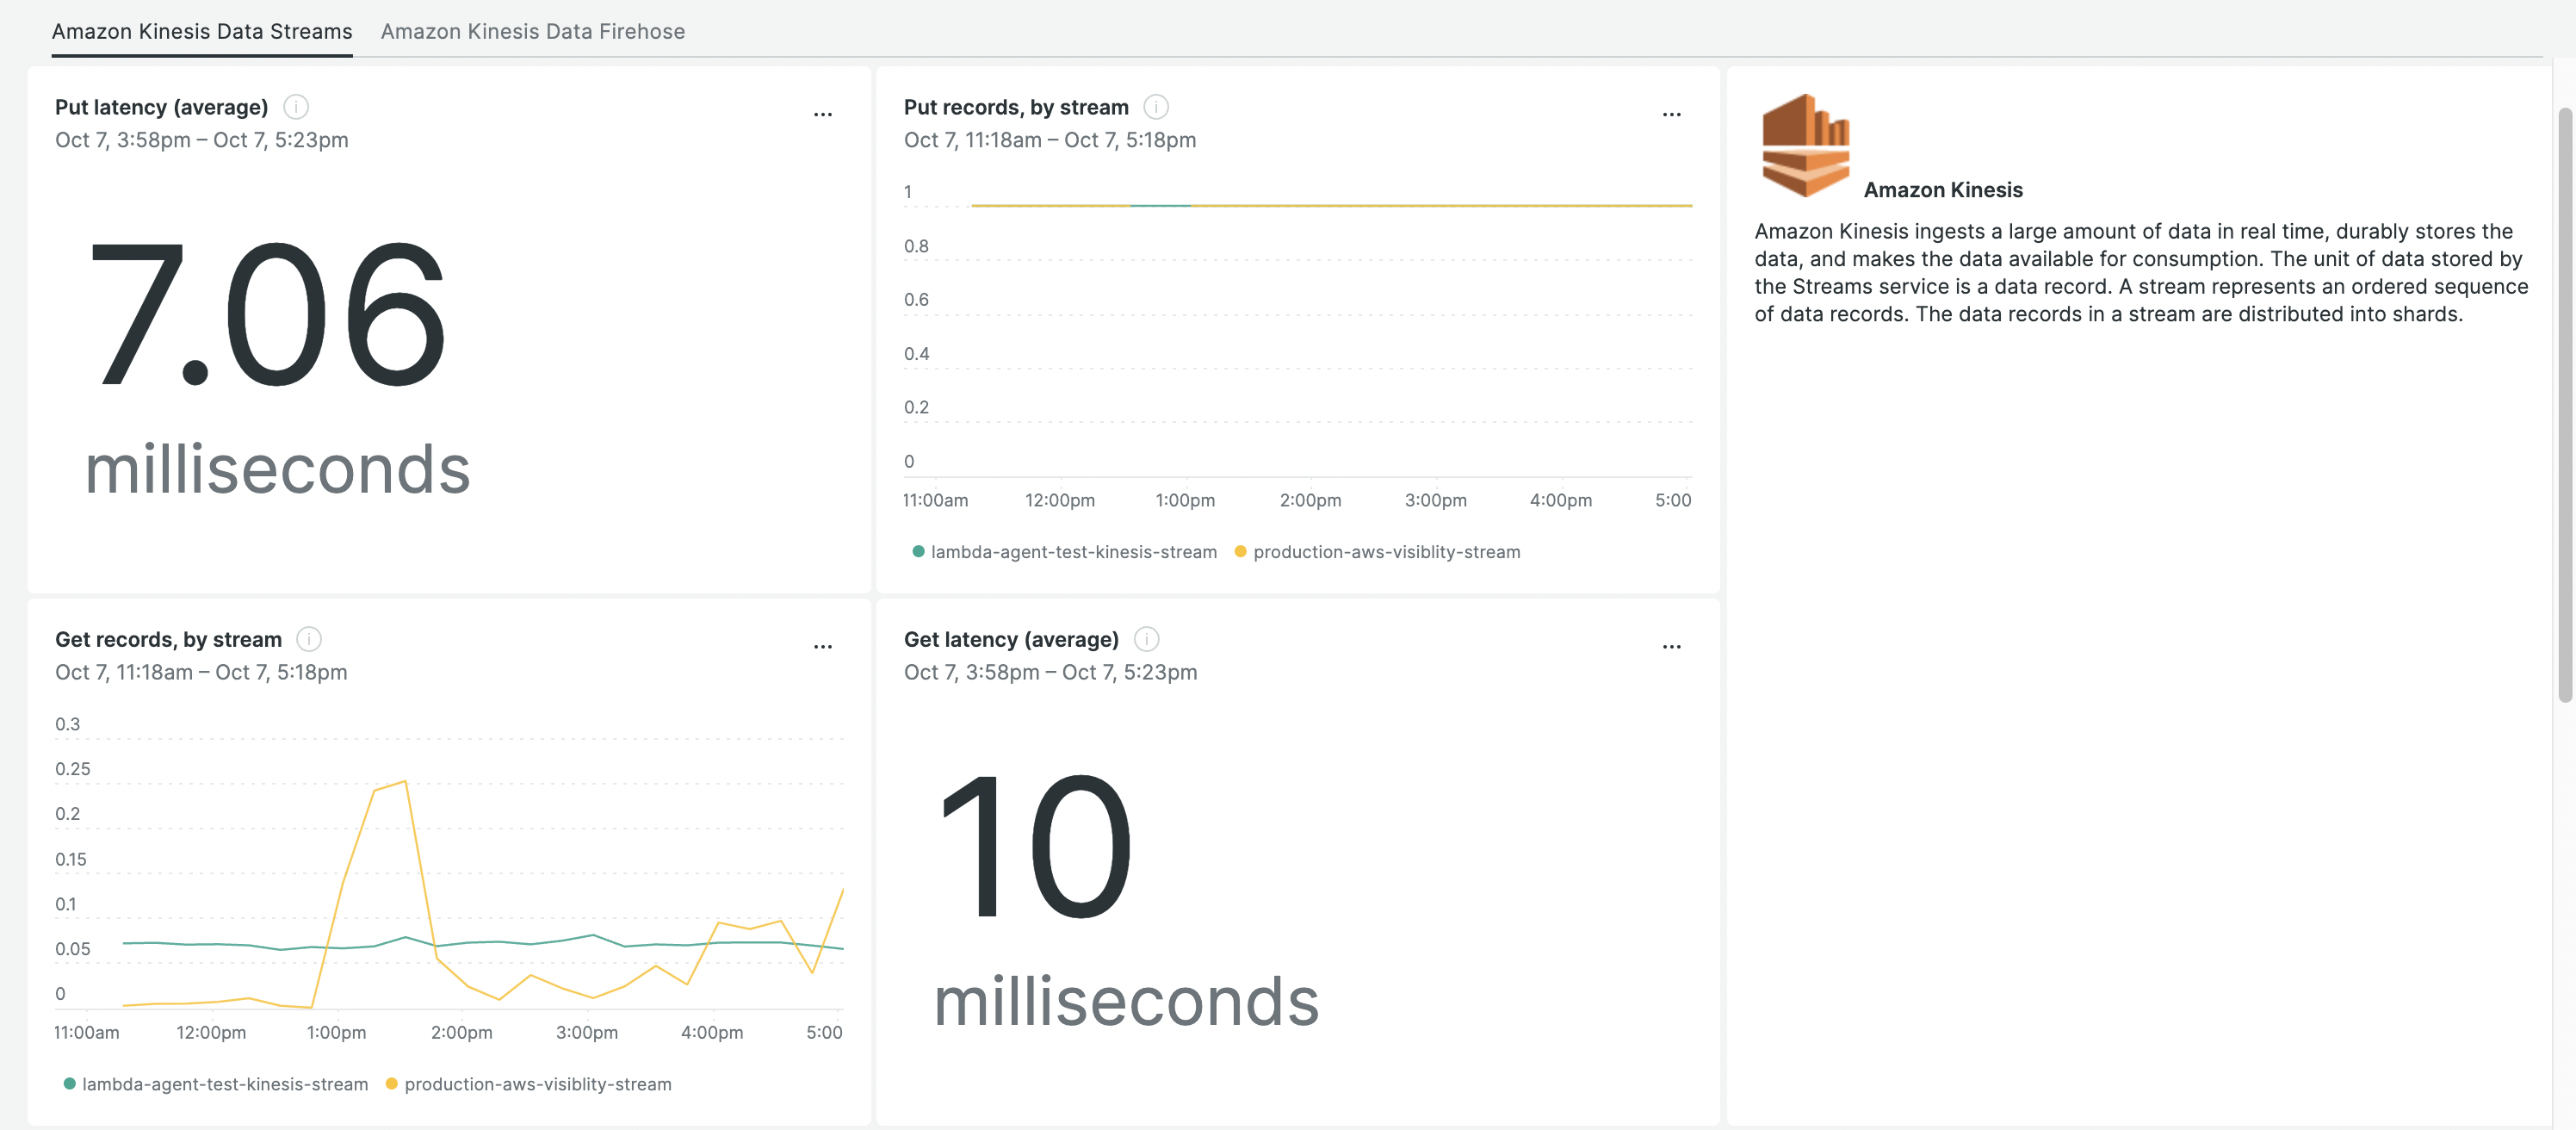 Amazon Kinesis Data Streams
Amazon Kinesis Data Firehose
Put latency (average)
Oct 7, 3:58pm – Oct 7, 5:23pm
7.06
milliseconds
Put records, by stream
Oct 7, 11:18am – Oct 7, 5:18pm
1
0.8
0.6
0.4
0.2
0
11:00am 12:00pm 1:00pm 2:00pm 3:00pm 4:00pm 5:00
lambda-agent-test-kinesis-stream production-aws-visiblity-stream
Amazon Kinesis
Amazon Kinesis ingests a large amount of data in real time, durably stores the
data, and makes the data available for consumption. The unit of data stored by
the Streams service is a data record. A stream represents an ordered sequence
of data records. The data records in a stream are distributed into shards.
Get records, by stream
Oct 7, 11:18am – Oct 7, 5:18pm
0.3
0.25
0.2
0.15
0.1
0.05
0
11:00am 12:00pm 1:00pm 2:00pm 3:00pm 4:00pm 5:00
lambda-agent-test-kinesis-stream production-aws-visiblity-stream
Get latency (average)
Oct 7, 3:58pm – Oct 7, 5:23pm
10
milliseconds